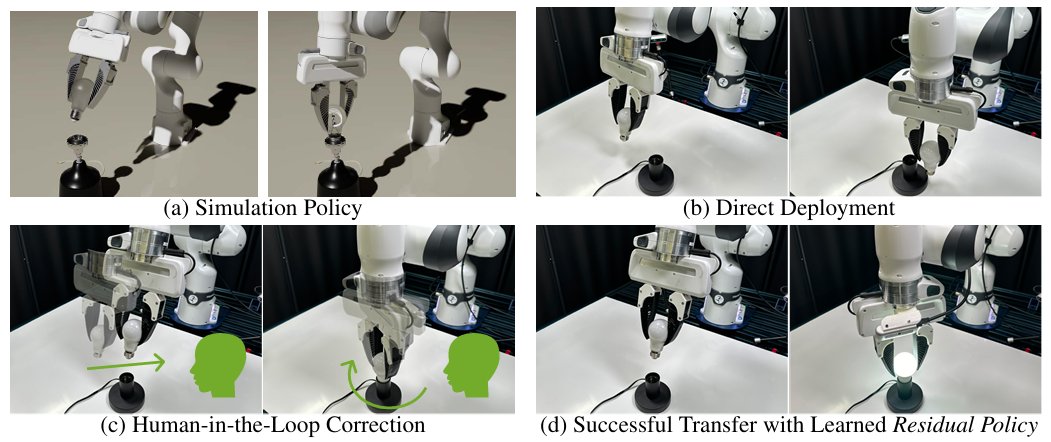 (a) Simulation Policy
(b) Direct Deployment
(c) Human-in-the-Loop Correction
(d) Successful Transfer with Learned Residual Policy